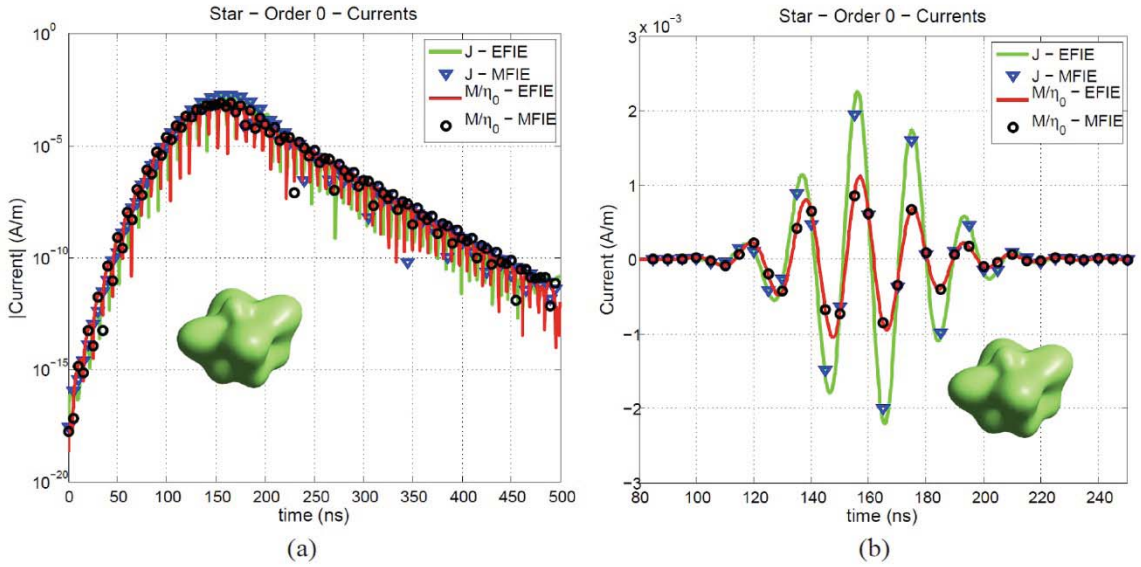 Star − Order 0 − Currents
10⁰
10⁻⁵
10⁻¹⁰
10⁻¹⁵
10⁻²⁰
|Current| (A/m)
J − EFIE
J − MFIE
M/η₀ − EFIE
M/η₀ − MFIE
0 50 100 150 200 250 300 350 400 450 500
time (ns)
(a)
Star − Order 0 − Currents
x 10⁻³
3
2
1
0
−1
−2
−3
Current (A/m)
J − EFIE
J − MFIE
M/η₀ − EFIE
M/η₀ − MFIE
80 100 120 140 160 180 200 220 240
time (ns)
(b)